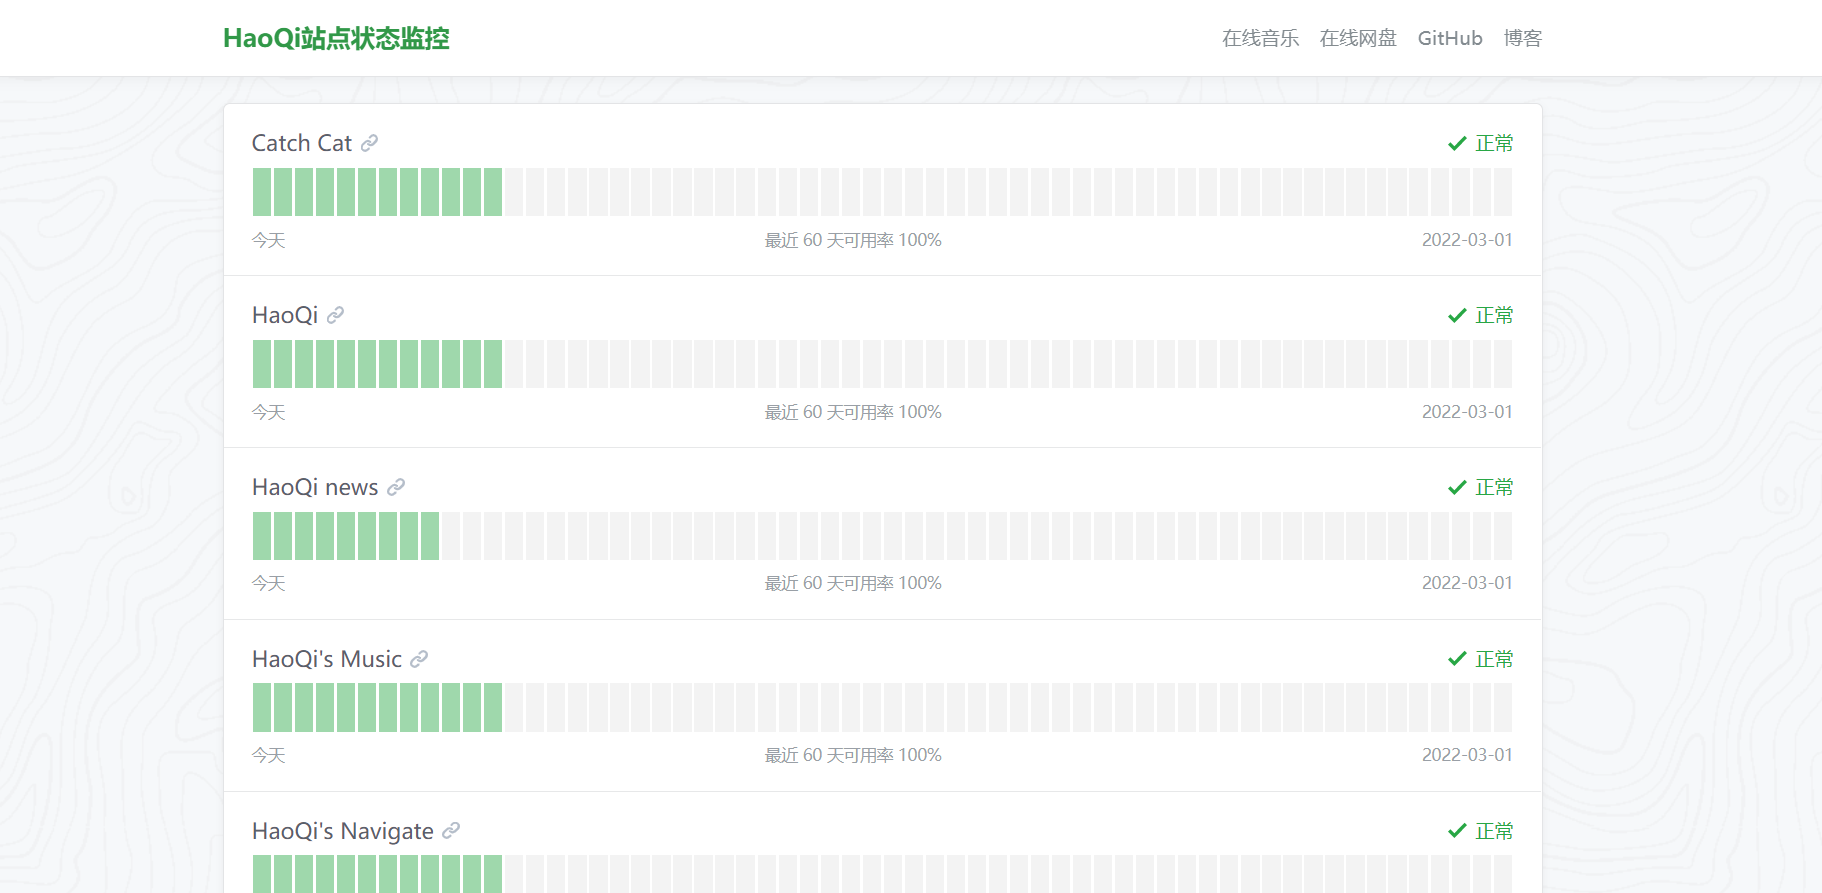 HaoQi站点状态监控
在线音乐 在线网盘 GitHub 博客
Catch Cat 正常
今天 最近 60 天可用率 100% 2022-03-01
HaoQi 正常
今天 最近 60 天可用率 100% 2022-03-01
HaoQi news 正常
今天 最近 60 天可用率 100% 2022-03-01
HaoQi's Music 正常
今天 最近 60 天可用率 100% 2022-03-01
HaoQi's Navigate 正常